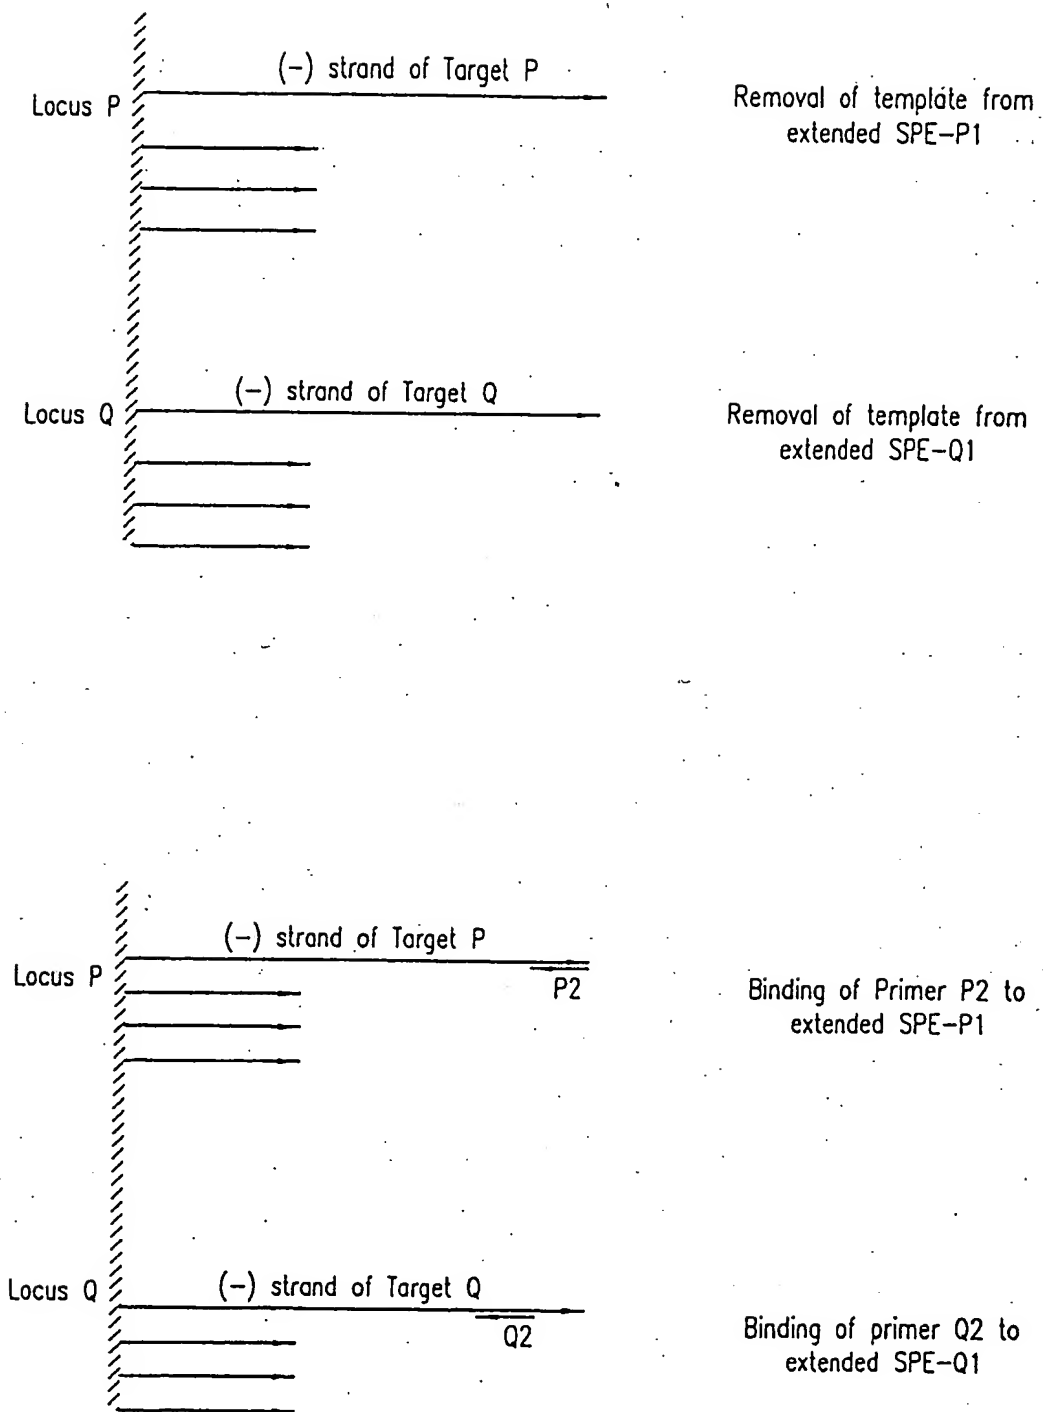 (-) strand of Target P
Locus P
Removal of template from
extended SPE-P1
(-) strand of Target Q
Locus Q
Removal of template from
extended SPE-Q1
(-) strand of Target P
Locus P
P2
Binding of Primer P2 to
extended SPE-P1
(-) strand of Target Q
Locus Q
Q2
Binding of primer Q2 to
extended SPE-Q1